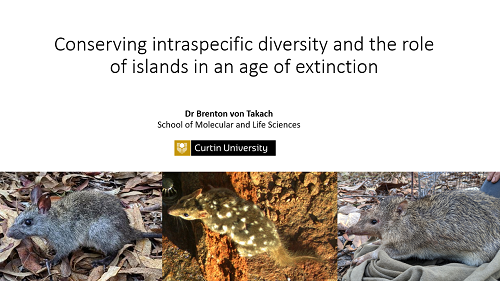 Conserving intraspecific diversity and the role
of islands in an age of extinction
Dr Brenton von Takach
School of Molecular and Life Sciences
Curtin University